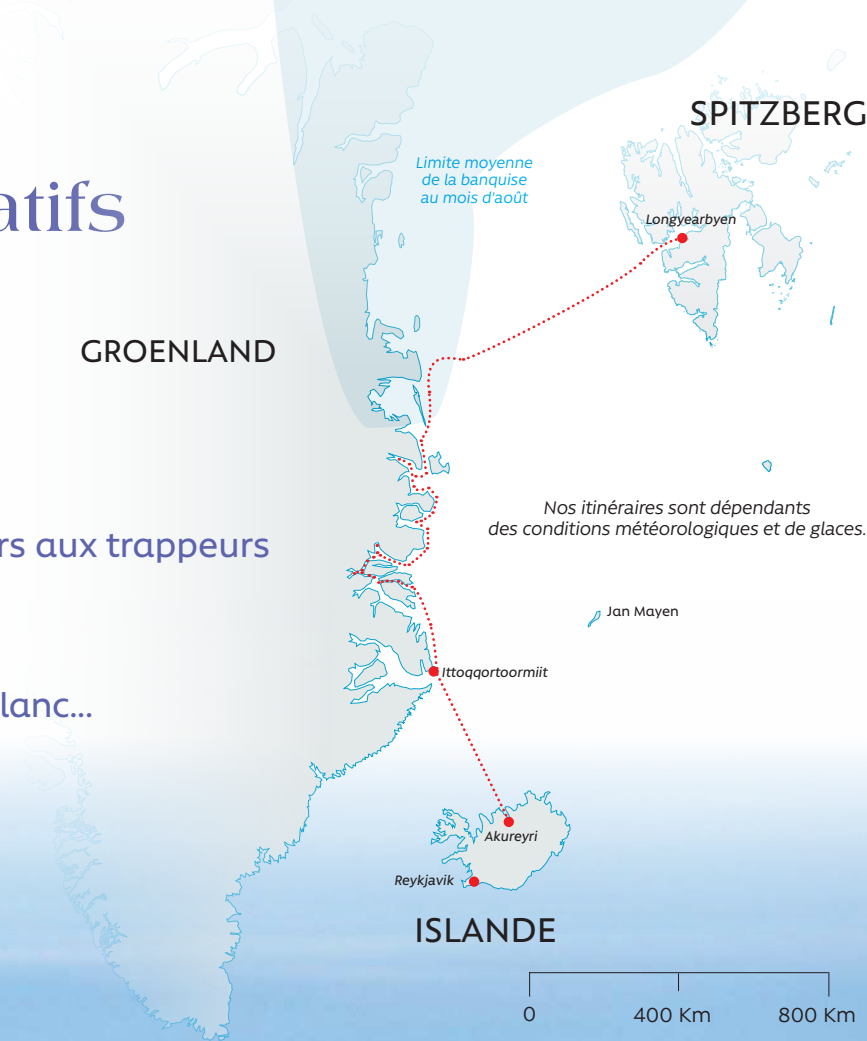 SPITZBERG
Limite moyenne
de la banquise
au mois d'août
atifs
Longyearbyen
GROENLAND
Nos itinéraires sont dépendants
des conditions météorologiques et de glaces.
rs aux trappeurs
Jan Mayen
Ittoqqortoormiit
lanc...
Akureyri
Reykjavik
ISLANDE
0 400 Km 800 Km